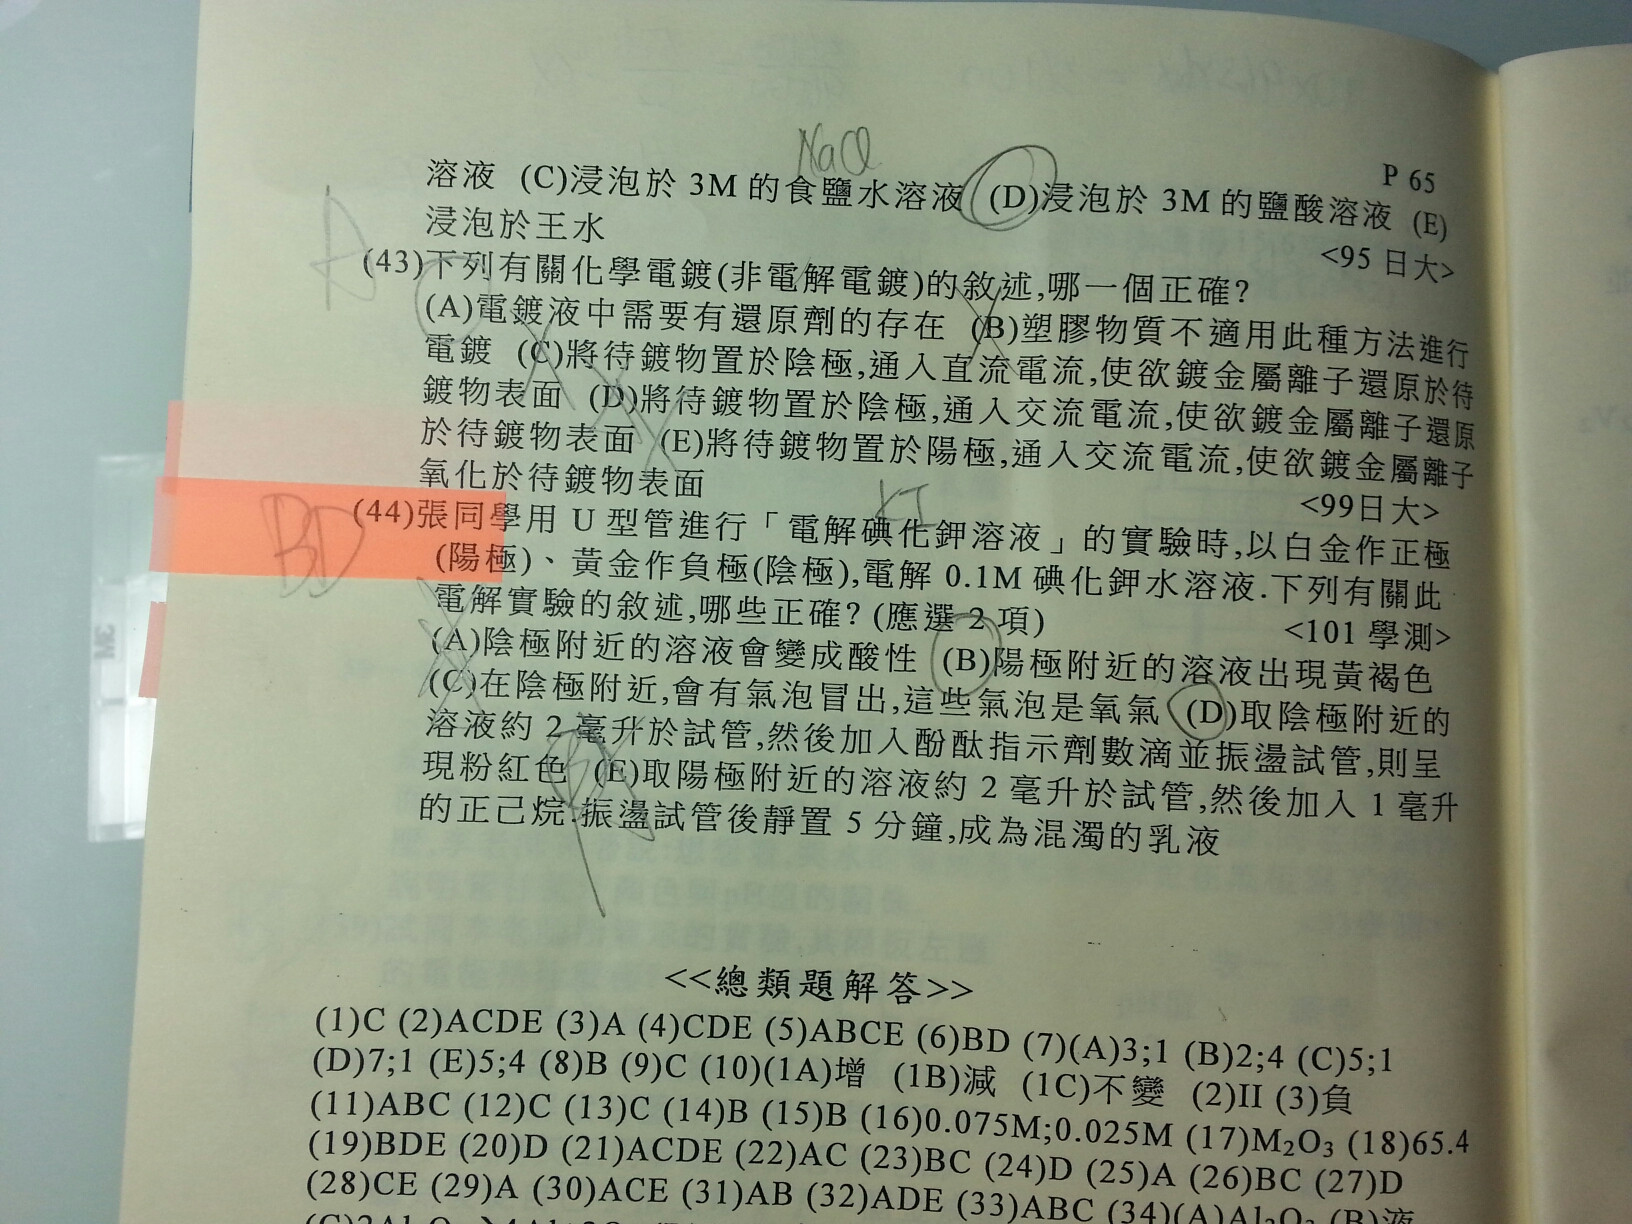 NaCl
P 65
溶液 (C)浸泡於 3M 的食鹽水溶液 (D)浸泡於 3M 的鹽酸溶液 (E)
浸泡於王水 <95 日大>
A
(43)下列有關化學電鍍(非電解電鍍)的敘述,哪一個正確?
(A)電鍍液中需要有還原劑的存在 (B)塑膠物質不適用此種方法進行
電鍍 (C)將待鍍物置於陰極,通入直流電流,使欲鍍金屬離子還原於待
鍍物表面 (D)將待鍍物置於陰極,通入交流電流,使欲鍍金屬離子還原
於待鍍物表面 (E)將待鍍物置於陽極,通入交流電流,使欲鍍金屬離子
氧化於待鍍物表面 <99日大>
KI
BD
(44)張同學用 U 型管進行「電解碘化鉀溶液」的實驗時,以白金作正極
(陽極)、黃金作負極(陰極),電解 0.1M 碘化鉀水溶液.下列有關此
電解實驗的敘述,哪些正確? (應選 2 項) <101 學測>
(A)陰極附近的溶液會變成酸性 (B)陽極附近的溶液出現黃褐色
(C)在陰極附近,會有氣泡冒出,這些氣泡是氧氣 (D)取陰極附近的
溶液約 2 毫升於試管,然後加入酚酞指示劑數滴並振盪試管,則呈
現粉紅色 (E)取陽極附近的溶液約 2 毫升於試管,然後加入 1 毫升
的正己烷.振盪試管後靜置 5 分鐘,成為混濁的乳液
<<總類題解答>>
(1)C (2)ACDE (3)A (4)CDE (5)ABCE (6)BD (7)(A)3;1 (B)2;4 (C)5;1
(D)7;1 (E)5;4 (8)B (9)C (10)(1A)增 (1B)減 (1C)不變 (2)II (3)負
(11)ABC (12)C (13)C (14)B (15)B (16)0.075M;0.025M (17)M₂O₃ (18)65.4
(19)BDE (20)D (21)ACDE (22)AC (23)BC (24)D (25)A (26)BC (27)D
(28)CE (29)A (30)ACE (31)AB (32)ADE (33)ABC (34)(A)Al₂O₃ (B)液